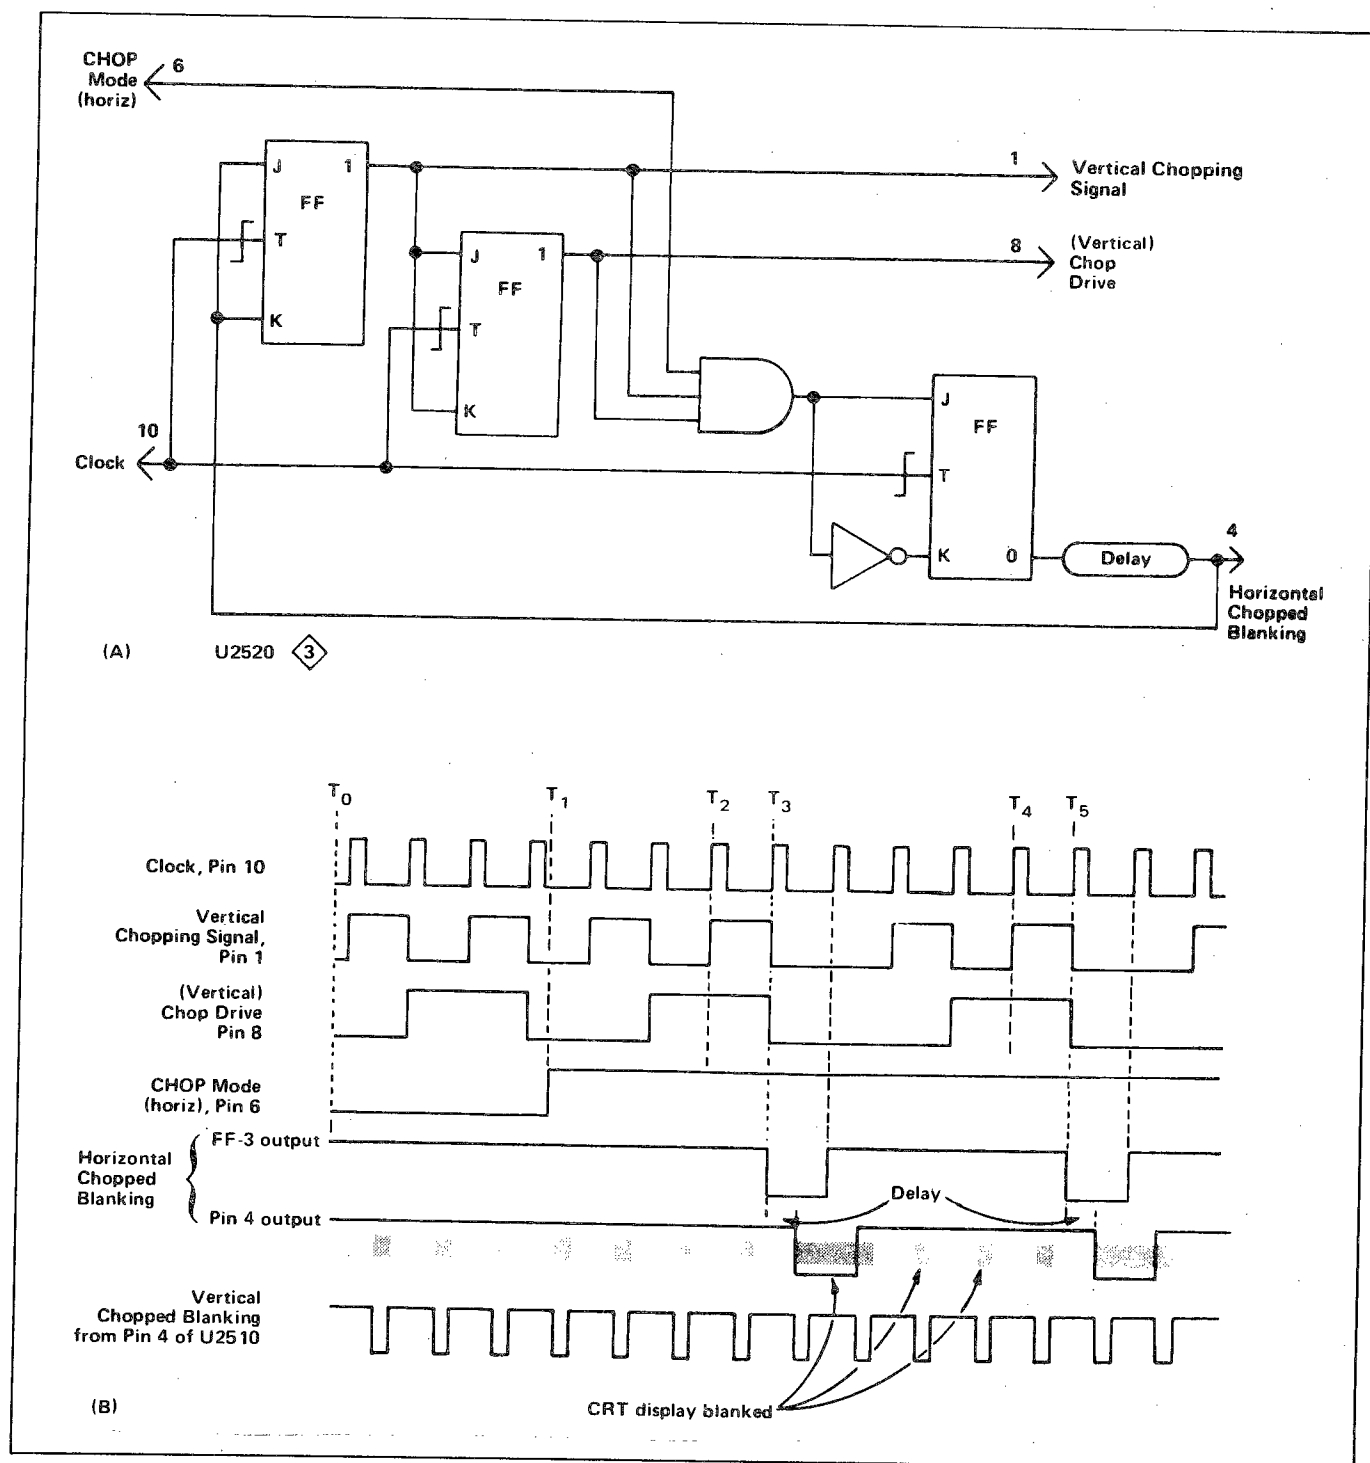 CHOP
Mode
(horiz)
6
J 1
FF
T
K
1
Vertical Chopping
Signal
8
(Vertical)
Chop
Drive
J 1
FF
T
K
10
Clock
J
FF
T
K 0
Delay
4
Horizontal
Chopped
Blanking
(A) U2520 3
T0 T1 T2 T3 T4 T5
Clock, Pin 10
Vertical
Chopping Signal,
Pin 1
(Vertical)
Chop Drive
Pin 8
CHOP Mode
(horiz), Pin 6
Horizontal
Chopped
Blanking
FF-3 output
Delay
Pin 4 output
Vertical
Chopped Blanking
from Pin 4 of U2510
CRT display blanked
(B)